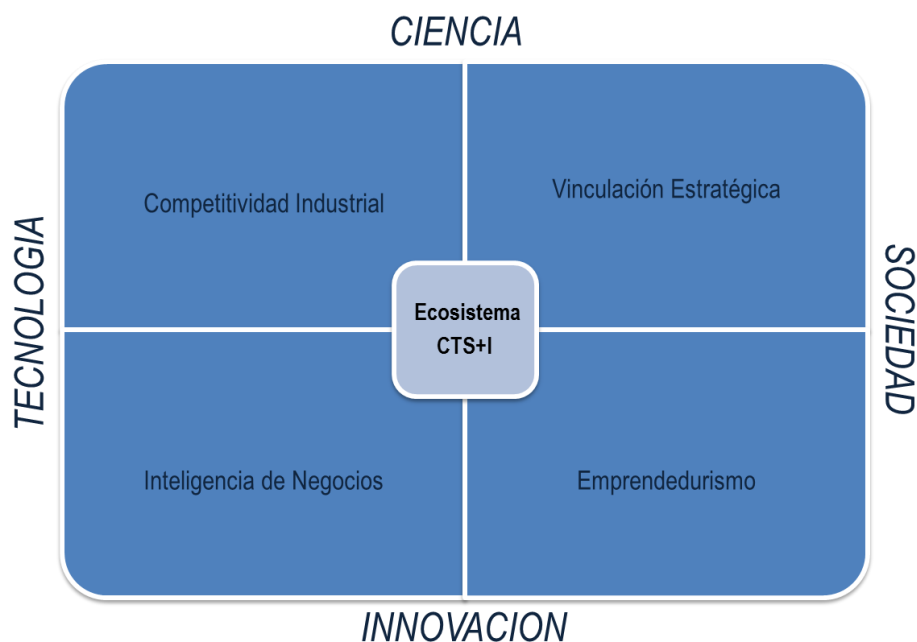 CIENCIA
Competitividad Industrial
Vinculación Estratégica
TECNOLOGIA
Ecosistema
CTS+I
SOCIEDAD
Inteligencia de Negocios
Emprendedurismo
INNOVACION